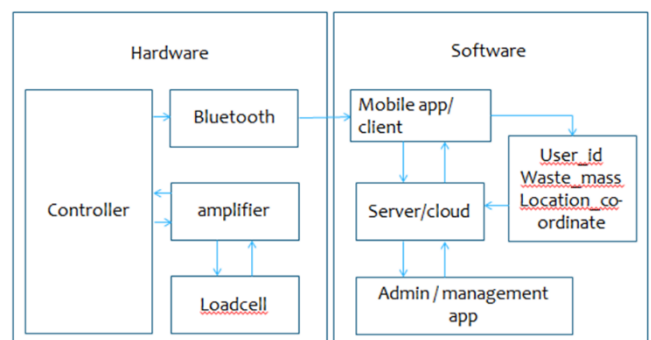 Hardware
Software
Controller
Bluetooth
amplifier
Loadcell
Mobile app/
client
User_id
Waste_mass
Location_co-
ordinate
Server/cloud
Admin / management
app